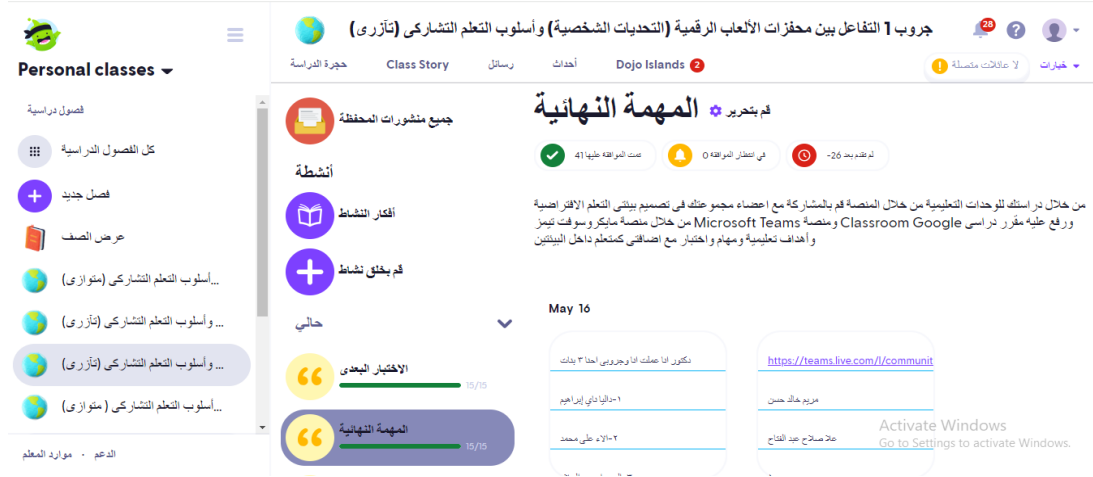 Personal classes
فصول دراسية
كل الفصول الدراسية
فصل جديد
عرض الصف
...أسلوب التعلم التشاركى (متوازى)
... وأسلوب التعلم التشاركى (تآزرى)
... وأسلوب التعلم التشاركى (تآزرى)
...أسلوب التعلم التشاركى ( متوازى)
الدعم · موارد المعلم
جروب 1 التفاعل بين محفزات الألعاب الرقمية (التحديات الشخصية) وأسلوب التعلم التشاركى (تآزرى)
28
حجرة الدراسة
Class Story
رسائل
أحداث
Dojo Islands 2
لا عائلات متصلة
خيارات
جميع منشورات المحفظة
أنشطة
أفكار النشاط
قم بخلق نشاط
حالي
الاختبار البعدى
15/15
المهمة النهائية
15/15
المهمة النهائية
قم بتحرير
تمت الموافقة عليها 41
في انتظار الموافقة 0
لم تقدم بعد 26-
من خلال دراستك للوحدات التعليمية من خلال المنصة قم بالمشاركة مع اعضاء مجموعتك فى تصميم بيئتى التعلم الافتراضية
ورفع عليه مقرر دراسى Classroom Google ومنصة Microsoft Teams من خلال منصة مايكروسوفت تيمز
وأهداف تعليمية ومهام واختبار مع اضافتى كمتعلم داخل البيئتين
May 16
دكتور انا عملت انا وجروبى احنا ٣ بنات
١-داليا داي إبراهيم
٢-الاء على محمد
https://teams.live.com/l/communit
مريم خالد حسن
علا صلاح عبد الفتاح
Activate Windows
Go to Settings to activate Windows.